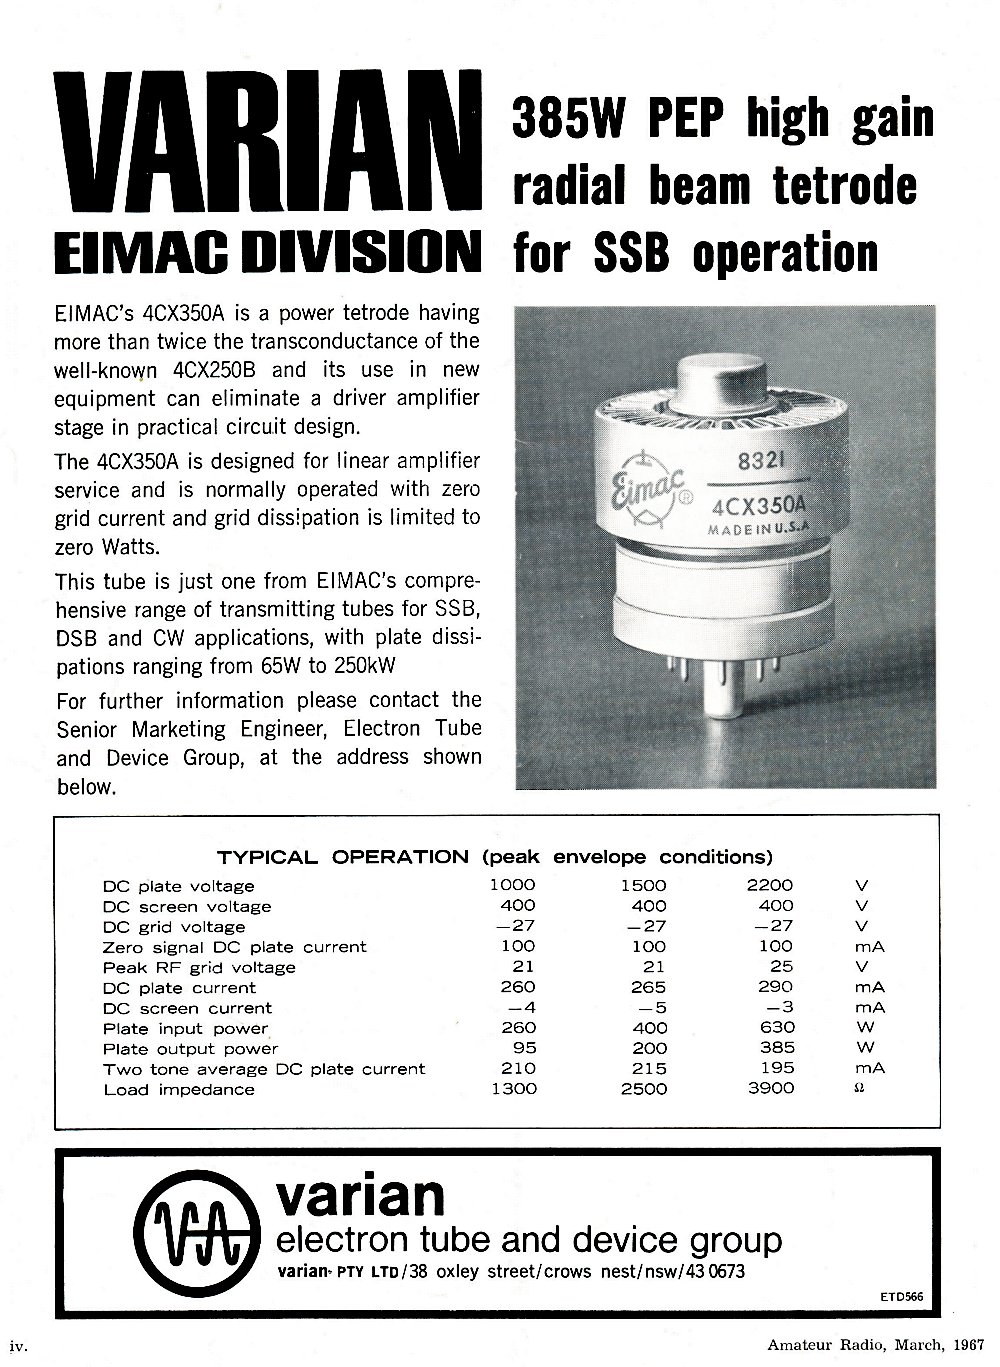 VARIAN
EIMAC DIVISION
385W PEP high gain
radial beam tetrode
for SSB operation
EIMAC's 4CX350A is a power tetrode having
more than twice the transconductance of the
well-known 4CX250B and its use in new
equipment can eliminate a driver amplifier
stage in practical circuit design.
The 4CX350A is designed for linear amplifier
service and is normally operated with zero
grid current and grid dissipation is limited to
zero Watts.
This tube is just one from EIMAC's compre-
hensive range of transmitting tubes for SSB,
DSB and CW applications, with plate dissi-
pations ranging from 65W to 250kW
For further information please contact the
Senior Marketing Engineer, Electron Tube
and Device Group, at the address shown
below.
Eimac ®
8321
4CX350A
MADE IN U.S.A
TYPICAL OPERATION (peak envelope conditions)
DC plate voltage 1000 1500 2200 V
DC screen voltage 400 400 400 V
DC grid voltage —27 —27 —27 V
Zero signal DC plate current 100 100 100 mA
Peak RF grid voltage 21 21 25 V
DC plate current 260 265 290 mA
DC screen current —4 —5 —3 mA
Plate input power 260 400 630 W
Plate output power 95 200 385 W
Two tone average DC plate current 210 215 195 mA
Load impedance 1300 2500 3900 Ω
varian
electron tube and device group
varian PTY LTD/38 oxley street/crows nest/nsw/43 0673
ETD566
iv.
Amateur Radio, March, 1967